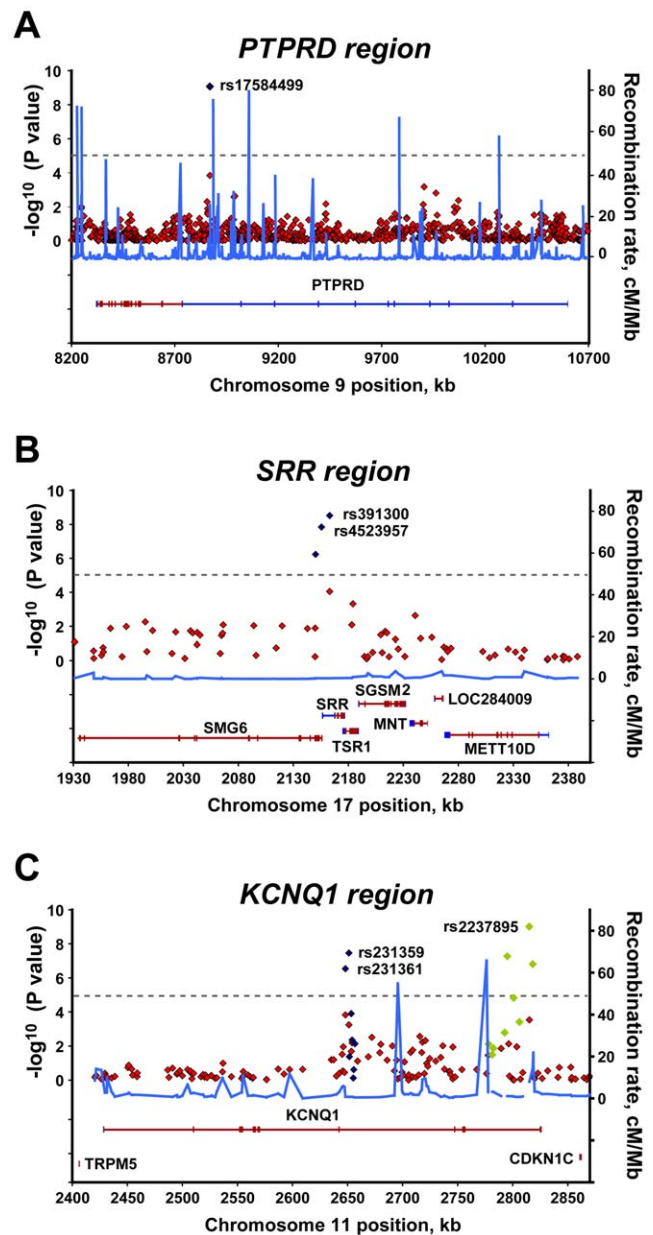 A
PTPRD region
-log10 (P value)
Recombination rate, cM/Mb
10
8
6
4
2
0
80
60
40
20
0
rs17584499
PTPRD
8200 8700 9200 9700 10200 10700
Chromosome 9 position, kb
B
SRR region
-log10 (P value)
Recombination rate, cM/Mb
10
8
6
4
2
0
80
60
40
20
0
rs391300
rs4523957
SGSM2
SRR
LOC284009
SMG6
MNT
TSR1
METT10D
1930 1980 2030 2080 2130 2180 2230 2280 2330 2380
Chromosome 17 position, kb
C
KCNQ1 region
-log10 (P value)
Recombination rate, cM/Mb
10
8
6
4
2
0
80
60
40
20
0
rs2237895
rs231359
rs231361
KCNQ1
TRPM5
CDKN1C
2400 2450 2500 2550 2600 2650 2700 2750 2800 2850
Chromosome 11 position, kb